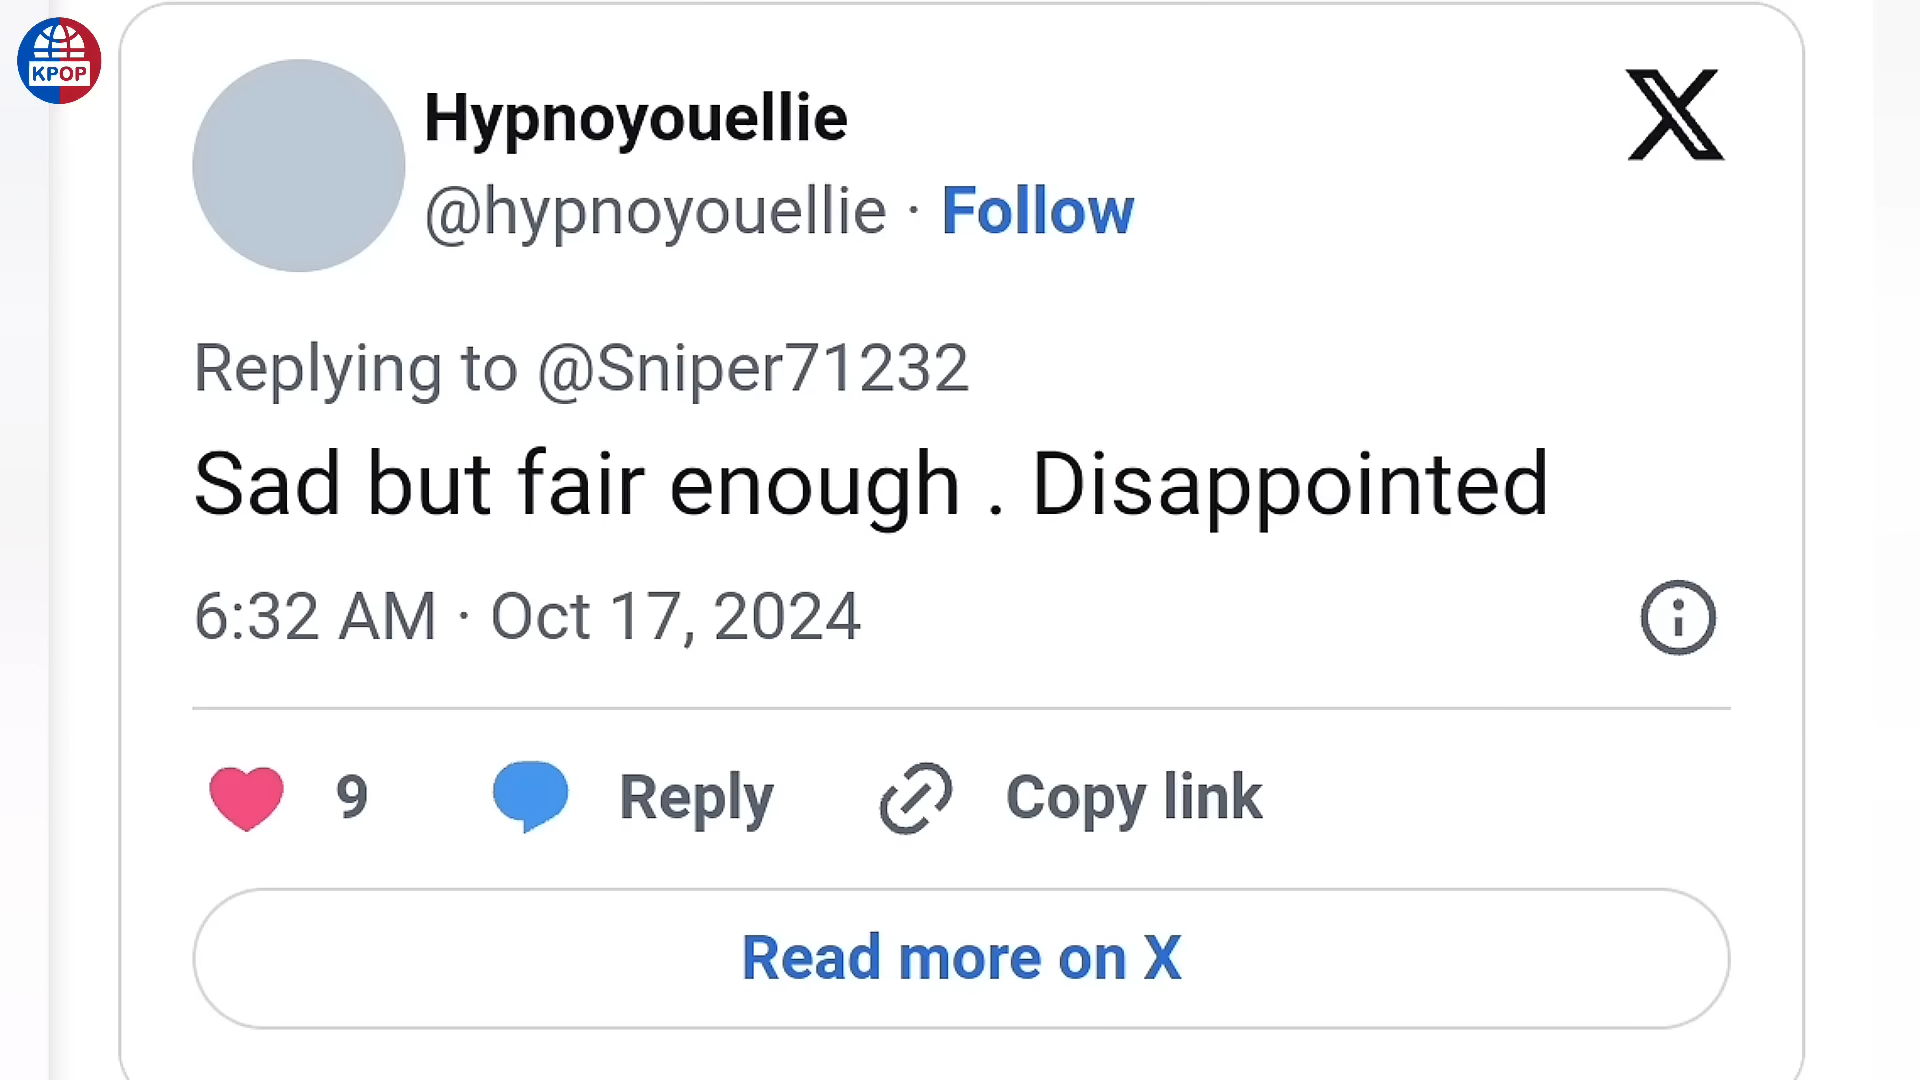 KPOP
Hypnoyouellie
@hypnoyouellie · Follow
Replying to @Sniper71232
Sad but fair enough . Disappointed
6:32 AM · Oct 17, 2024
9 Reply Copy link
Read more on X